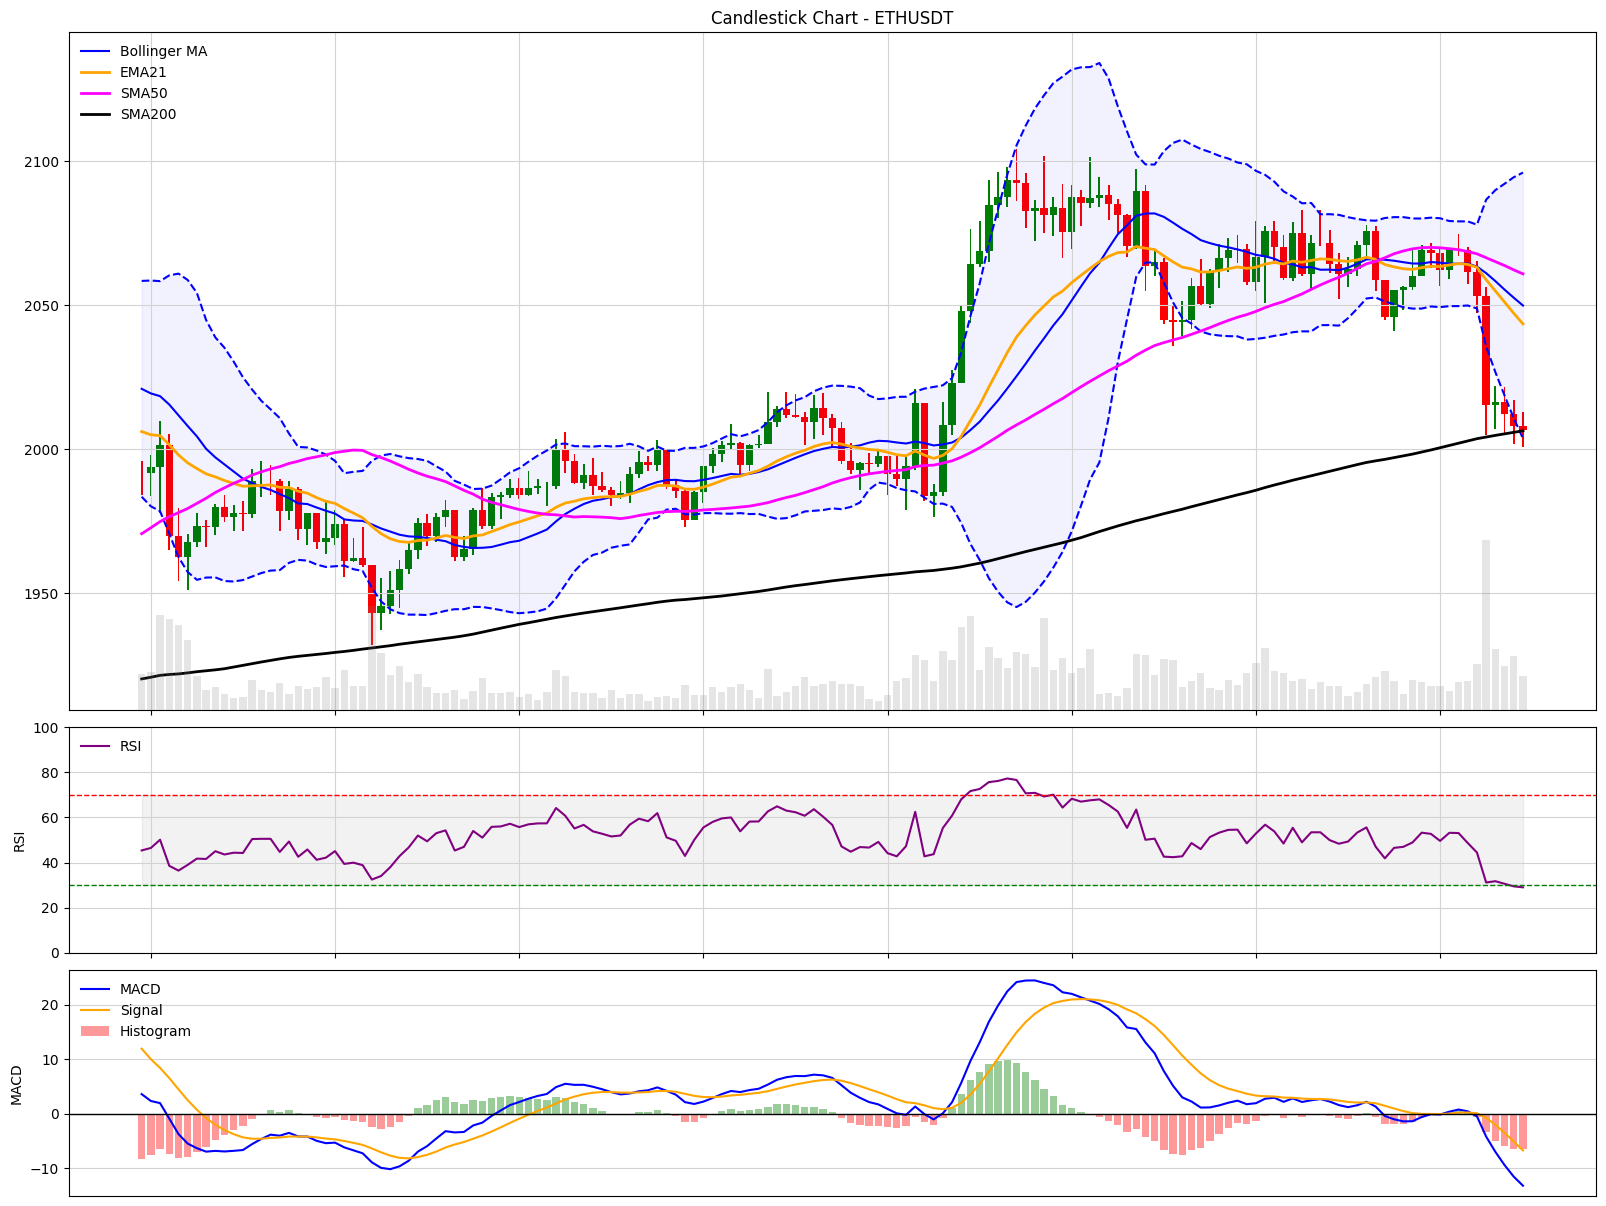 Candlestick Chart - ETHUSDT
Bollinger MA
EMA21
SMA50
SMA200
2100
2050
2000
1950
RSI
100
80
60
40
20
0
RSI
MACD
Signal
Histogram
20
10
0
−10
MACD